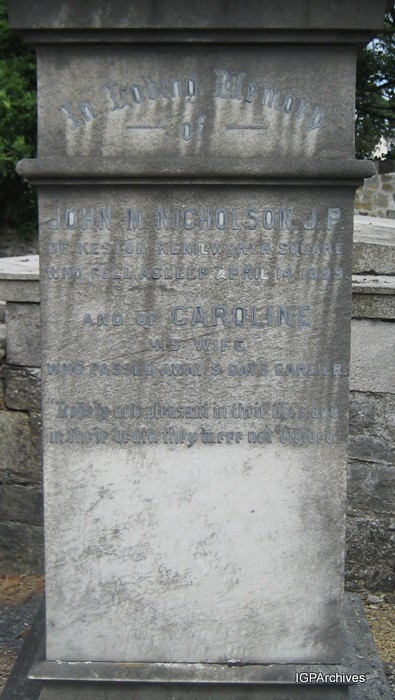 In Loving Memory
of
JOHN M. NICHOLSON, J.P.
OF KESTON, KENILWORTH SQUARE
WHO FELL ASLEEP APRIL 14, 1899.
AND OF CAROLINE
HIS WIFE
WHO PASSED AWAY 3 DAYS EARLIER.
Lovely and pleasant in their lives and
in their death they were not divided.
IGPArchives